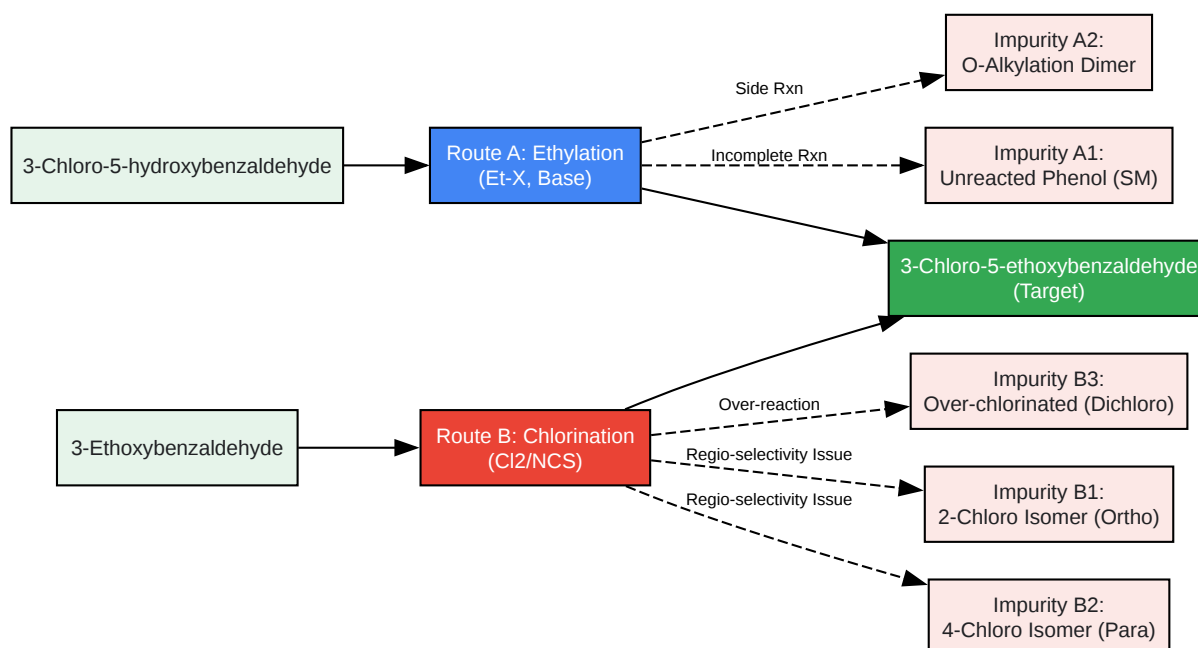 3-Chloro-5-hydroxybenzaldehyde
Route A: Ethylation
(Et-X, Base)
Side Rxn
Incomplete Rxn
Impurity A2:
O-Alkylation Dimer
Impurity A1:
Unreacted Phenol (SM)
3-Chloro-5-ethoxybenzaldehyde
(Target)
3-Ethoxybenzaldehyde
Route B: Chlorination
(Cl2/NCS)
Over-reaction
Regio-selectivity Issue
Regio-selectivity Issue
Impurity B3:
Over-chlorinated (Dichloro)
Impurity B1:
2-Chloro Isomer (Ortho)
Impurity B2:
4-Chloro Isomer (Para)